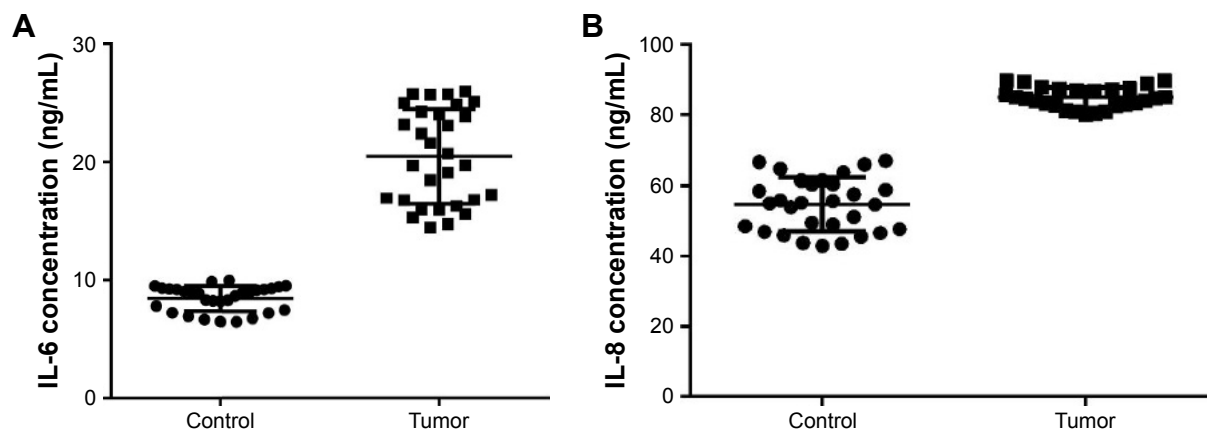 A
IL-6 concentration (ng/mL)
30
20
10
0
Control Tumor
B
IL-8 concentration (ng/mL)
100
80
60
40
20
0
Control Tumor